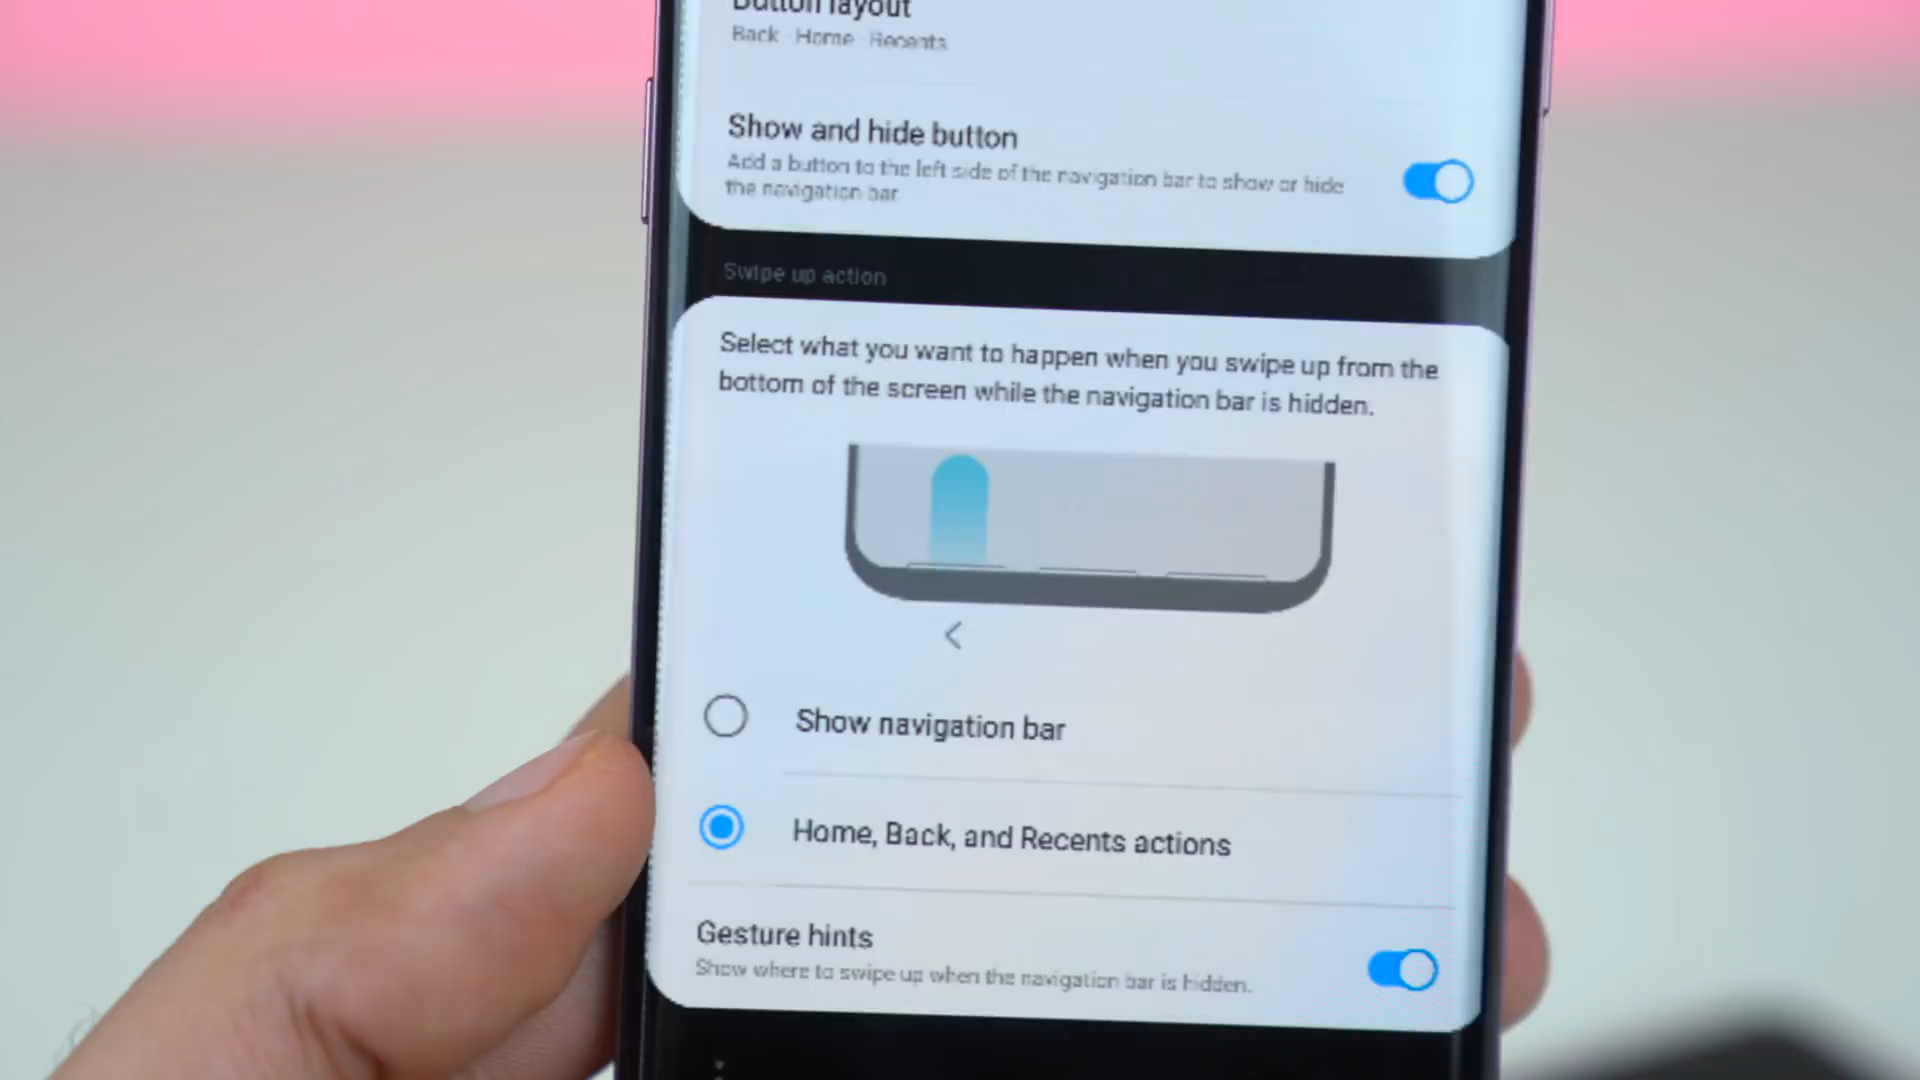 Button layout
Back Home Recents
Show and hide button
Add a button to the left side of the navigation bar to show or hide
the navigation bar.
Swipe up action
Select what you want to happen when you swipe up from the
bottom of the screen while the navigation bar is hidden.
Show navigation bar
Home, Back, and Recents actions
Gesture hints
Show where to swipe up when the navigation bar is hidden.